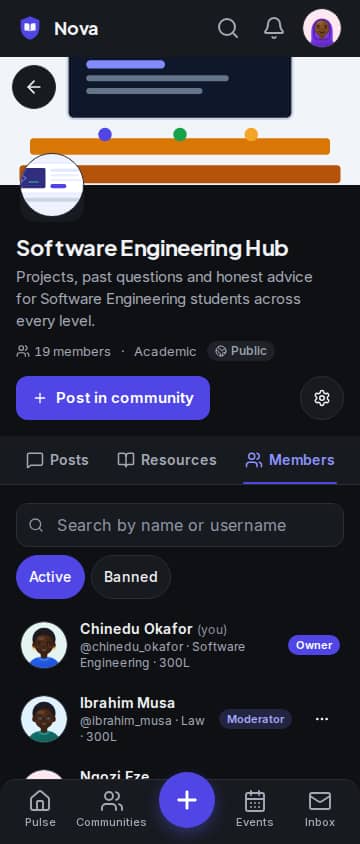 Nova
Software Engineering Hub
Projects, past questions and honest advice
for Software Engineering students across
every level.
19 members · Academic Public
Post in community
Posts Resources Members
Search by name or username
Active Banned
Chinedu Okafor (you)
@chinedu_okafor · Software
Engineering · 300L
Owner
Ibrahim Musa
@ibrahim_musa · Law
· 300L
Moderator
Ngozi Eze
Pulse Communities Events Inbox